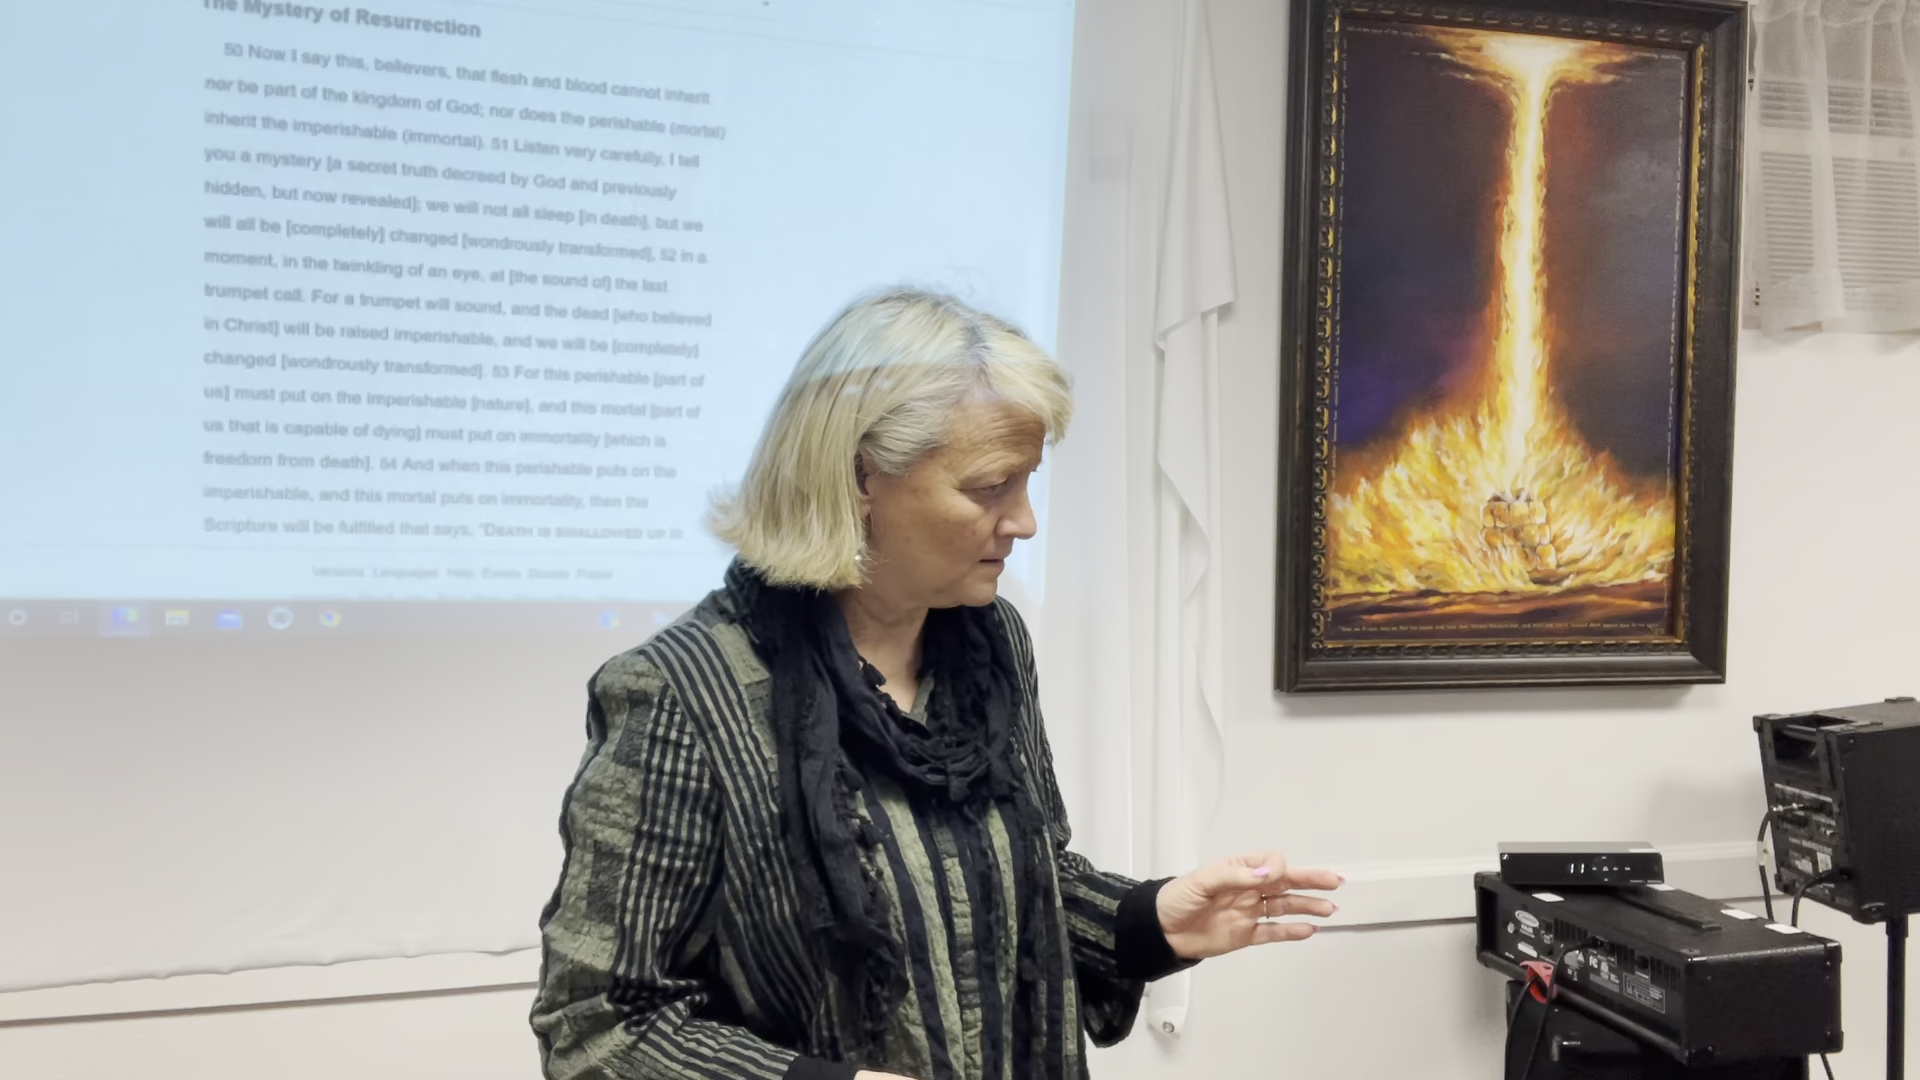 The Mystery of Resurrection
50 Now I say this, believers, that flesh and blood cannot inherit
nor be part of the kingdom of God; nor does the perishable (mortal)
inherit the imperishable (immortal). 51 Listen very carefully, I tell
you a mystery [a secret truth decreed by God and previously
hidden, but now revealed]; we will not all sleep [in death], but we
will all be [completely] changed [wondrously transformed], 52 in a
moment, in the twinkling of an eye, at [the sound of] the last
trumpet call. For a trumpet will sound, and the dead [who believed
in Christ] will be raised imperishable, and we will be [completely]
changed [wondrously transformed]. 53 For this perishable [part of
us] must put on the imperishable [nature], and this mortal [part of
us that is capable of dying] must put on immortality [which is
freedom from death]. 54 And when this perishable puts on the
imperishable, and this mortal puts on immortality, then the
Scripture will be fulfilled that says, "DEATH IS SWALLOWED UP IN
Versions Languages Help Events Donate